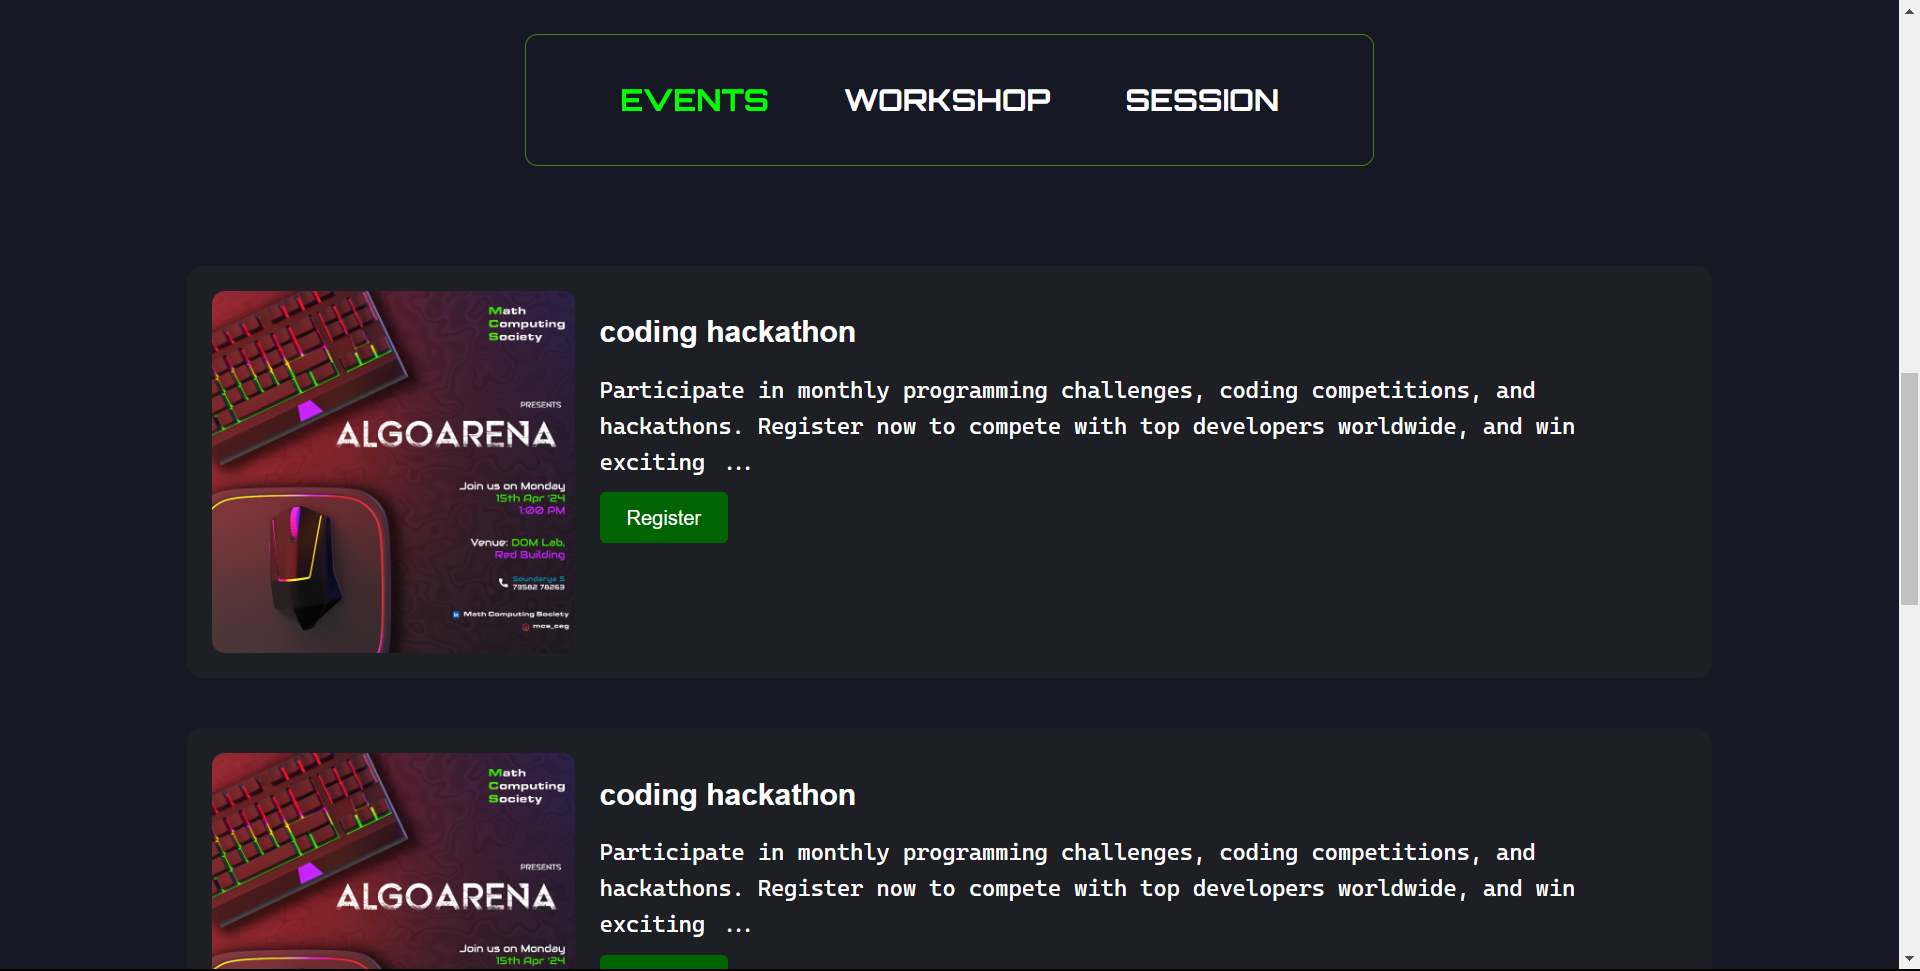 EVENTS WORKSHOP SESSION
Math
Computing
Society
PRESENTS
ALGOARENA
Join us on Monday
15th Apr '24
1:00 PM
Venue: DOM Lab,
Red Building
Soundarya S
73582 78263
Math Computing Society
mcs_ceg
coding hackathon
Participate in monthly programming challenges, coding competitions, and
hackathons. Register now to compete with top developers worldwide, and win
exciting ...
Register
Math
Computing
Society
PRESENTS
ALGOARENA
Join us on Monday
15th Apr '24
coding hackathon
Participate in monthly programming challenges, coding competitions, and
hackathons. Register now to compete with top developers worldwide, and win
exciting ...